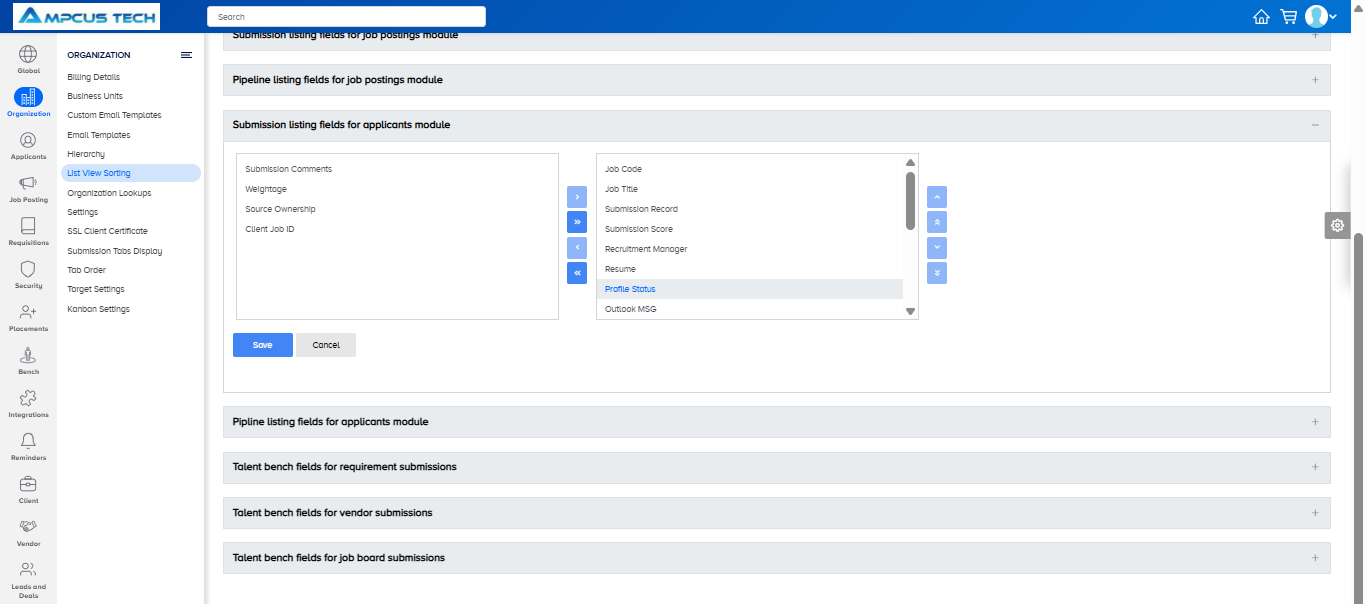 AMPCUS TECH
Search
Global
Organization
Applicants
Job Posting
Requisitions
Security
Placements
Bench
Integrations
Reminders
Client
Vendor
Leads and
Deals
ORGANIZATION
Billing Details
Business Units
Custom Email Templates
Email Templates
Hierarchy
List View Sorting
Organization Lookups
Settings
SSL Client Certificate
Submission Tabs Display
Tab Order
Target Settings
Kanban Settings
Submission listing fields for job postings module
Pipeline listing fields for job postings module
Submission listing fields for applicants module
Submission Comments
Weightage
Source Ownership
Client Job ID
Job Code
Job Title
Submission Record
Submission Score
Recruitment Manager
Resume
Profile Status
Outlook MSG
Save
Cancel
Pipline listing fields for applicants module
Talent bench fields for requirement submissions
Talent bench fields for vendor submissions
Talent bench fields for job board submissions